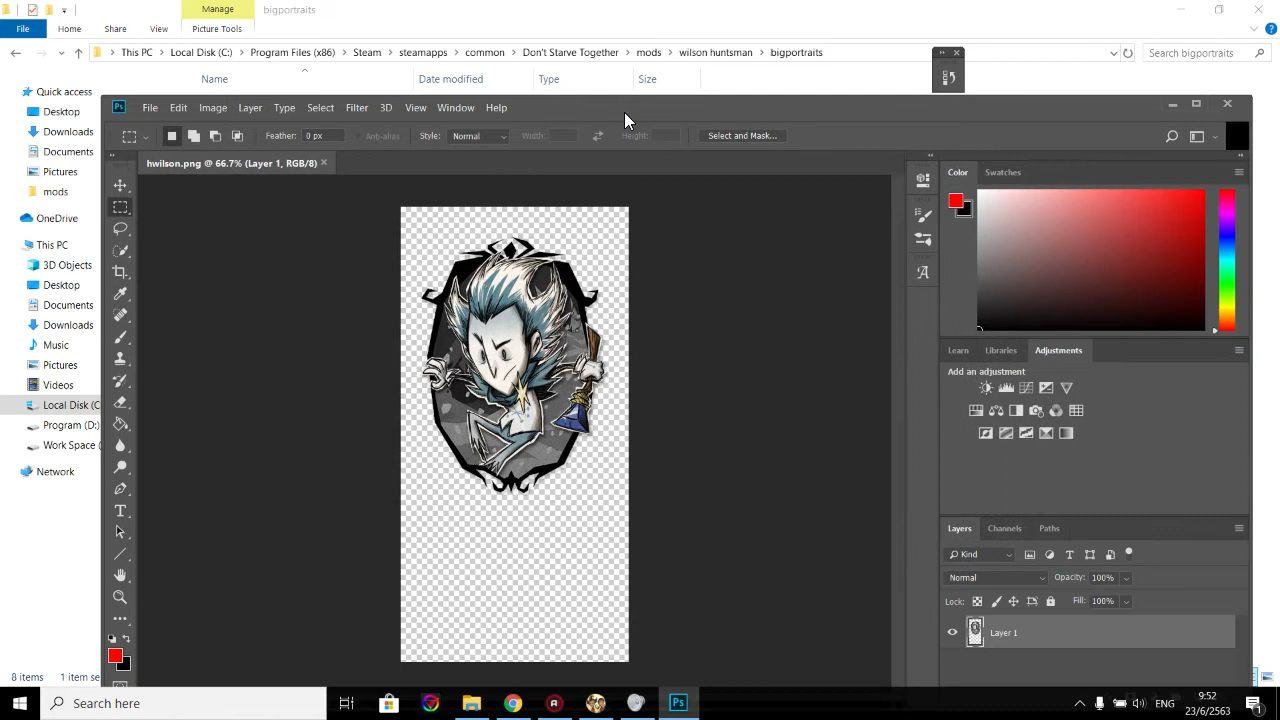 Manage
bigportraits
File
Home
Share
View
Picture Tools
This PC
Local Disk (C:)
Program Files (x86)
Steam
steamapps
common
Don't Starve Together
mods
wilson huntsman
bigportraits
Search bigportraits
Name
Date modified
Type
Size
Quick access
Desktop
Downloads
Documents
Pictures
mods
OneDrive
This PC
3D Objects
Desktop
Documents
Downloads
Music
Pictures
Videos
Local Disk (C
Program (D:)
Work Space (
Network
8 items
1 item se
Ps
File
Edit
Image
Layer
Type
Select
Filter
3D
View
Window
Help
Feather:
0 px
Anti-alias
Style:
Normal
Width:
Height:
Select and Mask...
hwilson.png @ 66.7% (Layer 1, RGB/8)
Color
Swatches
Learn
Libraries
Adjustments
Add an adjustment
Layers
Channels
Paths
Kind
Normal
Opacity:
100%
Lock:
Fill:
100%
Layer 1
Search here
Ps
9:52
23/6/2563
1